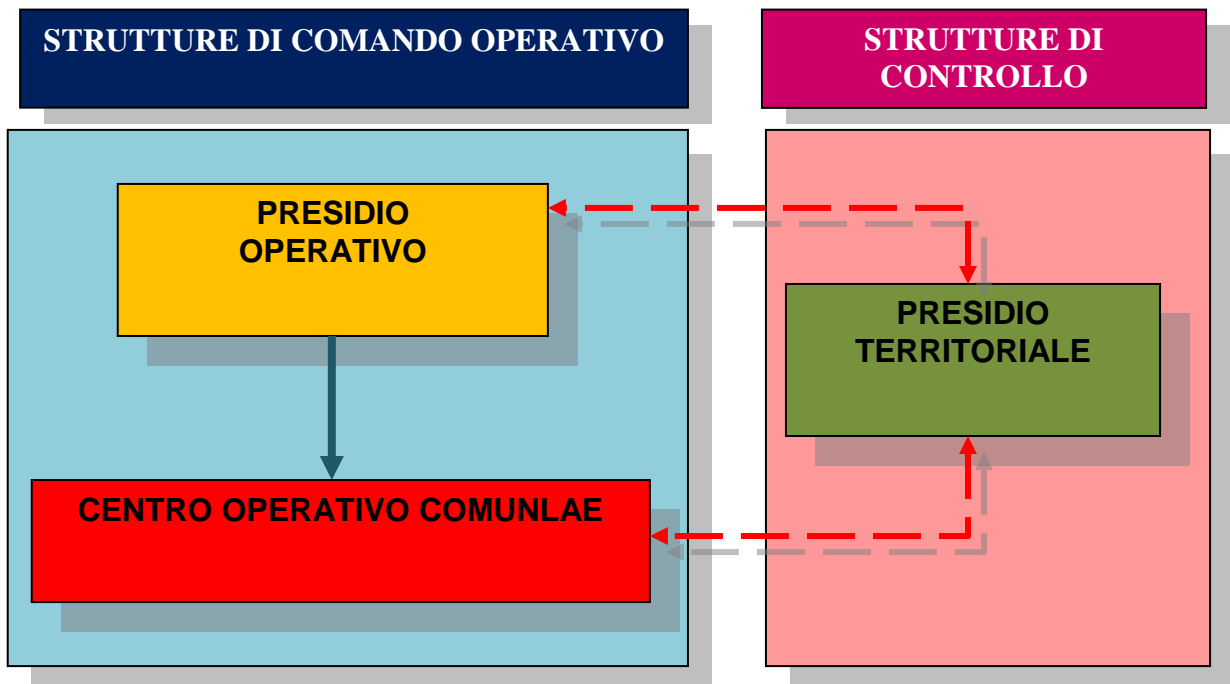 STRUTTURE DI COMANDO OPERATIVO
STRUTTURE DI
CONTROLLO
PRESIDIO
OPERATIVO
PRESIDIO
TERRITORIALE
CENTRO OPERATIVO COMUNLAE